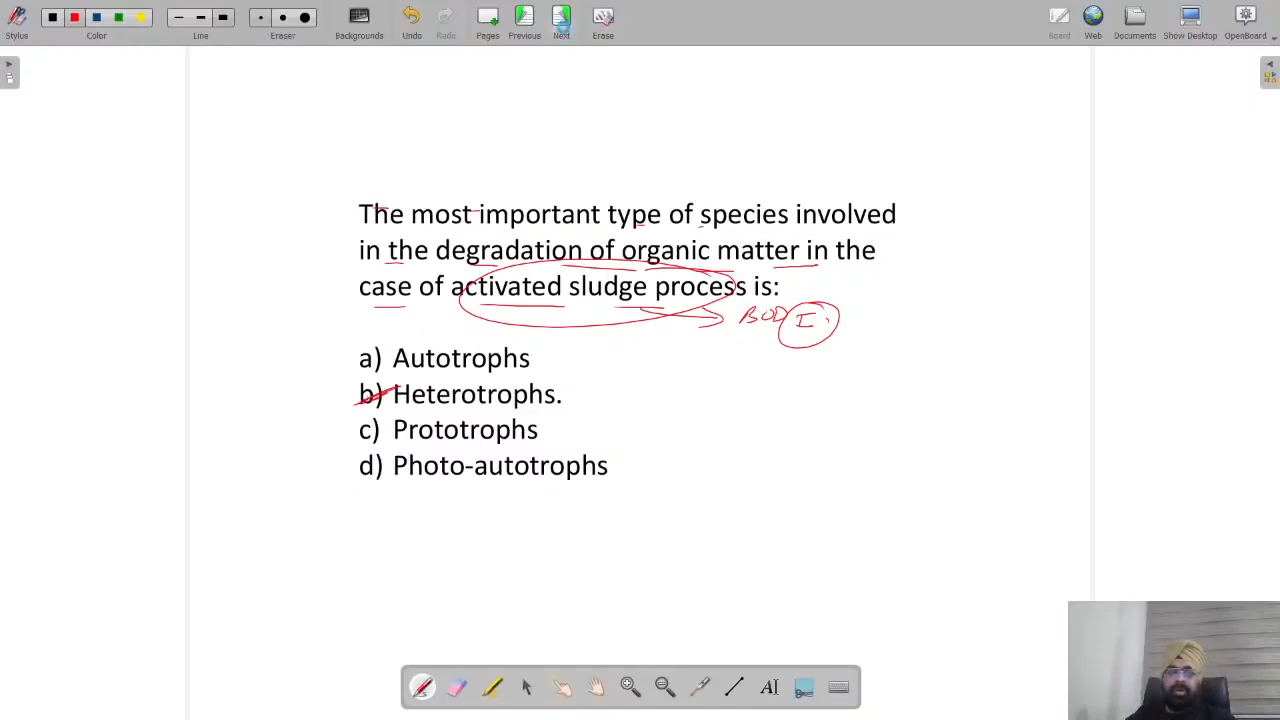 Stylus
Color
Line
Eraser
Backgrounds
Undo
Redo
Pages
Previous
Next
Erase
Board
Web
Documents
Show Desktop
OpenBoard
The most important type of species involved
in the degradation of organic matter in the
case of activated sludge process is:
BOD I
a) Autotrophs
b) Heterotrophs.
c) Prototrophs
d) Photo-autotrophs